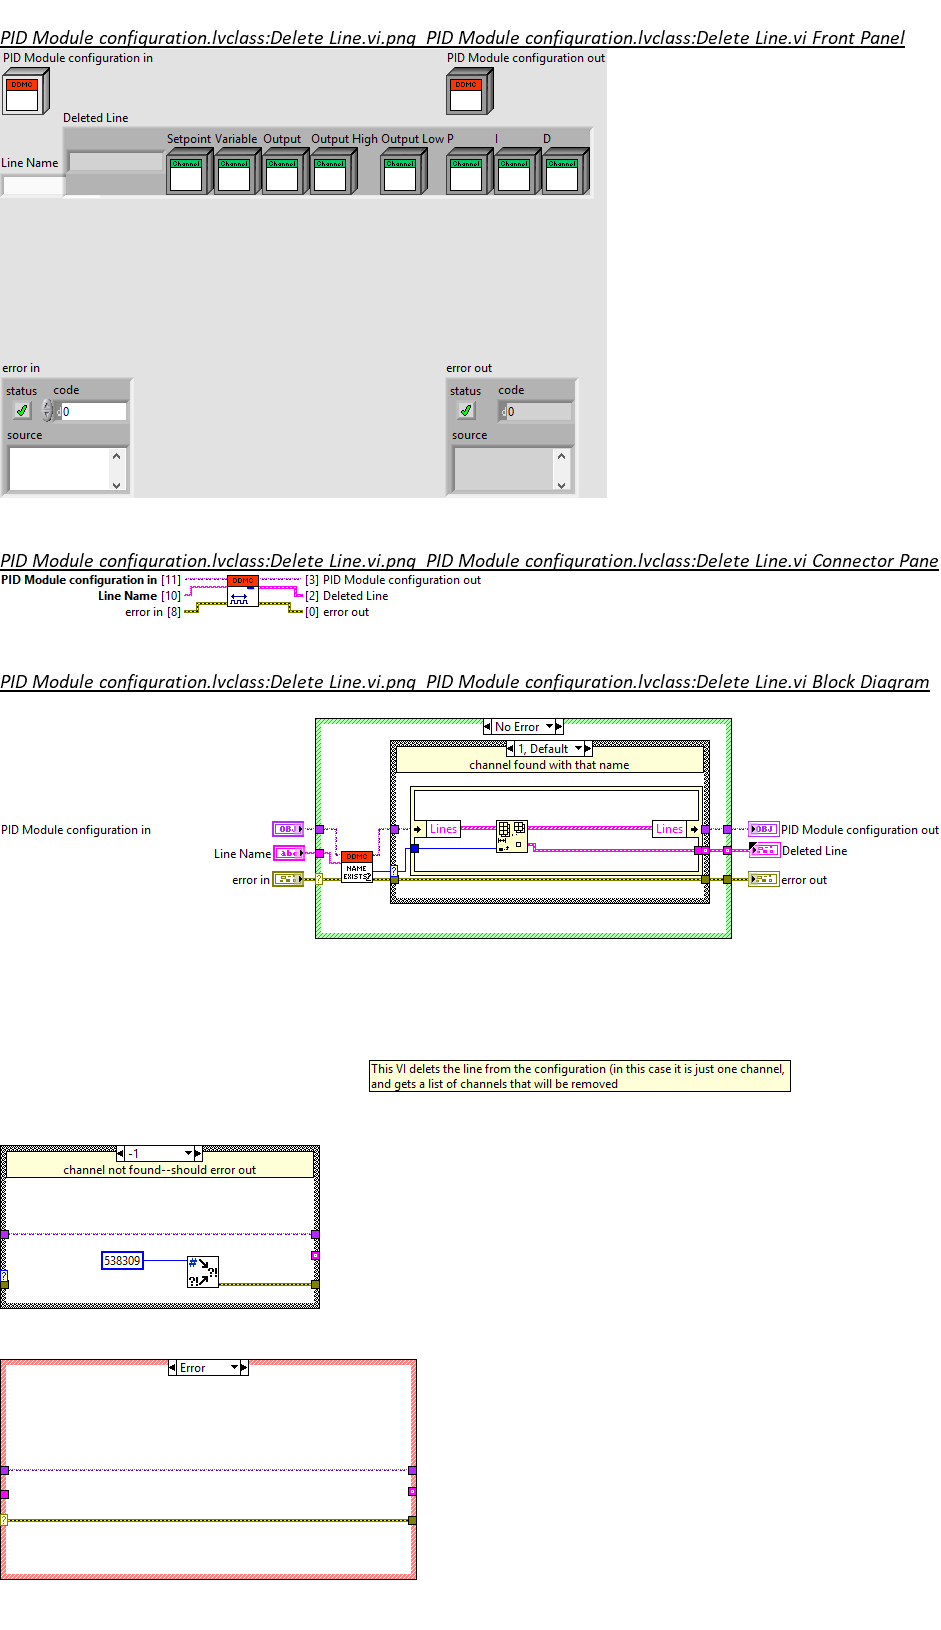 PID Module configuration.lvclass:Delete Line.vi.png PID Module configuration.lvclass:Delete Line.vi Front Panel
PID Module configuration in
PID Module configuration out
DDMC
DDMC
Deleted Line
Setpoint Variable Output Output High Output Low P I D
Line Name
Channel Channel Channel Channel Channel Channel Channel Channel
error in
error out
status code
status code
d 0
d 0
source
source
PID Module configuration.lvclass:Delete Line.vi.png PID Module configuration.lvclass:Delete Line.vi Connector Pane
PID Module configuration in [11]
DDMC
[3] PID Module configuration out
Line Name [10]
[2] Deleted Line
error in [8]
[0] error out
PID Module configuration.lvclass:Delete Line.vi.png PID Module configuration.lvclass:Delete Line.vi Block Diagram
No Error
1, Default
channel found with that name
PID Module configuration in
OBJ
Lines
Lines
OBJ
PID Module configuration out
Line Name
abc
DDMC
NAME
EXISTS?
Deleted Line
error in
?
?
error out
This VI delets the line from the configuration (in this case it is just one channel,
and gets a list of channels that will be removed
-1
channel not found--should error out
538309
#
?!
?!
?
Error
?